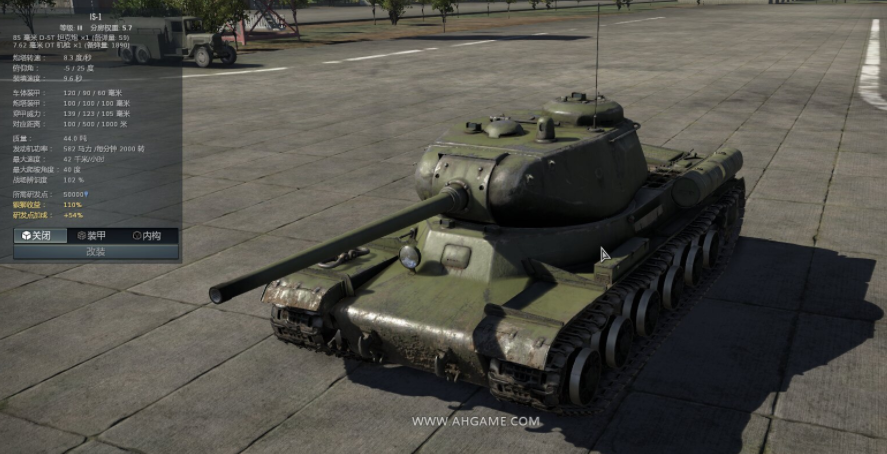 IS-1
等级 III 分房权重 5.7
85 毫米 D-5T 坦克炮 ×1 (备弹量: 59)
7.62 毫米 DT 机枪 ×1 (备弹量: 1890)
炮塔转速： 9.3 度/秒
俯仰角： -5 / 25 度
装填速度： 9.6 秒
车体装甲： 120 / 90 / 60 毫米
炮塔装甲： 100 / 100 / 100 毫米
穿甲威力： 139 / 123 / 105 毫米
对应距离： 100 / 500 / 1000 米
质量： 44.0 吨
发动机功率： 582 马力 /每分钟 2000 转
最大速度： 42 千米/小时
最大爬坡角度： 40 度
战略辨识度： 102 %
所需研发点： 58000
银狮收益： 110%
研发点加成： +54%
关闭 装甲 内构
改装
WWW.AHGAME.COM